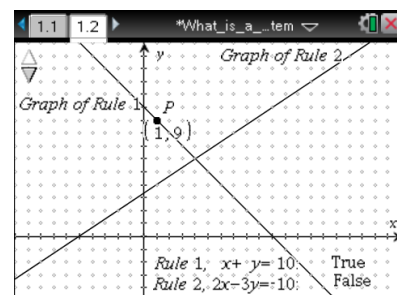 1.1 1.2 *What_is_a_…tem
y
Graph of Rule 2
Graph of Rule 1
P
(1,9)
x
Rule 1, x+ y=10: True
Rule 2, 2x-3y=-10: False